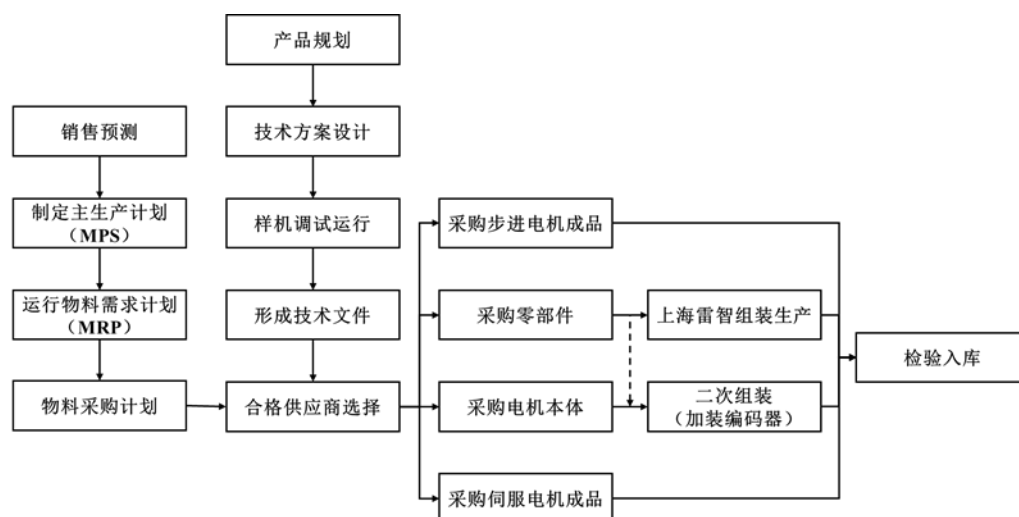 产品规划
销售预测
技术方案设计
制定主生产计划
（MPS）
样机调试运行
采购步进电机成品
运行物料需求计划
（MRP）
形成技术文件
采购零部件
上海雷智组装生产
检验入库
物料采购计划
合格供应商选择
采购电机本体
二次组装
（加装编码器）
采购伺服电机成品